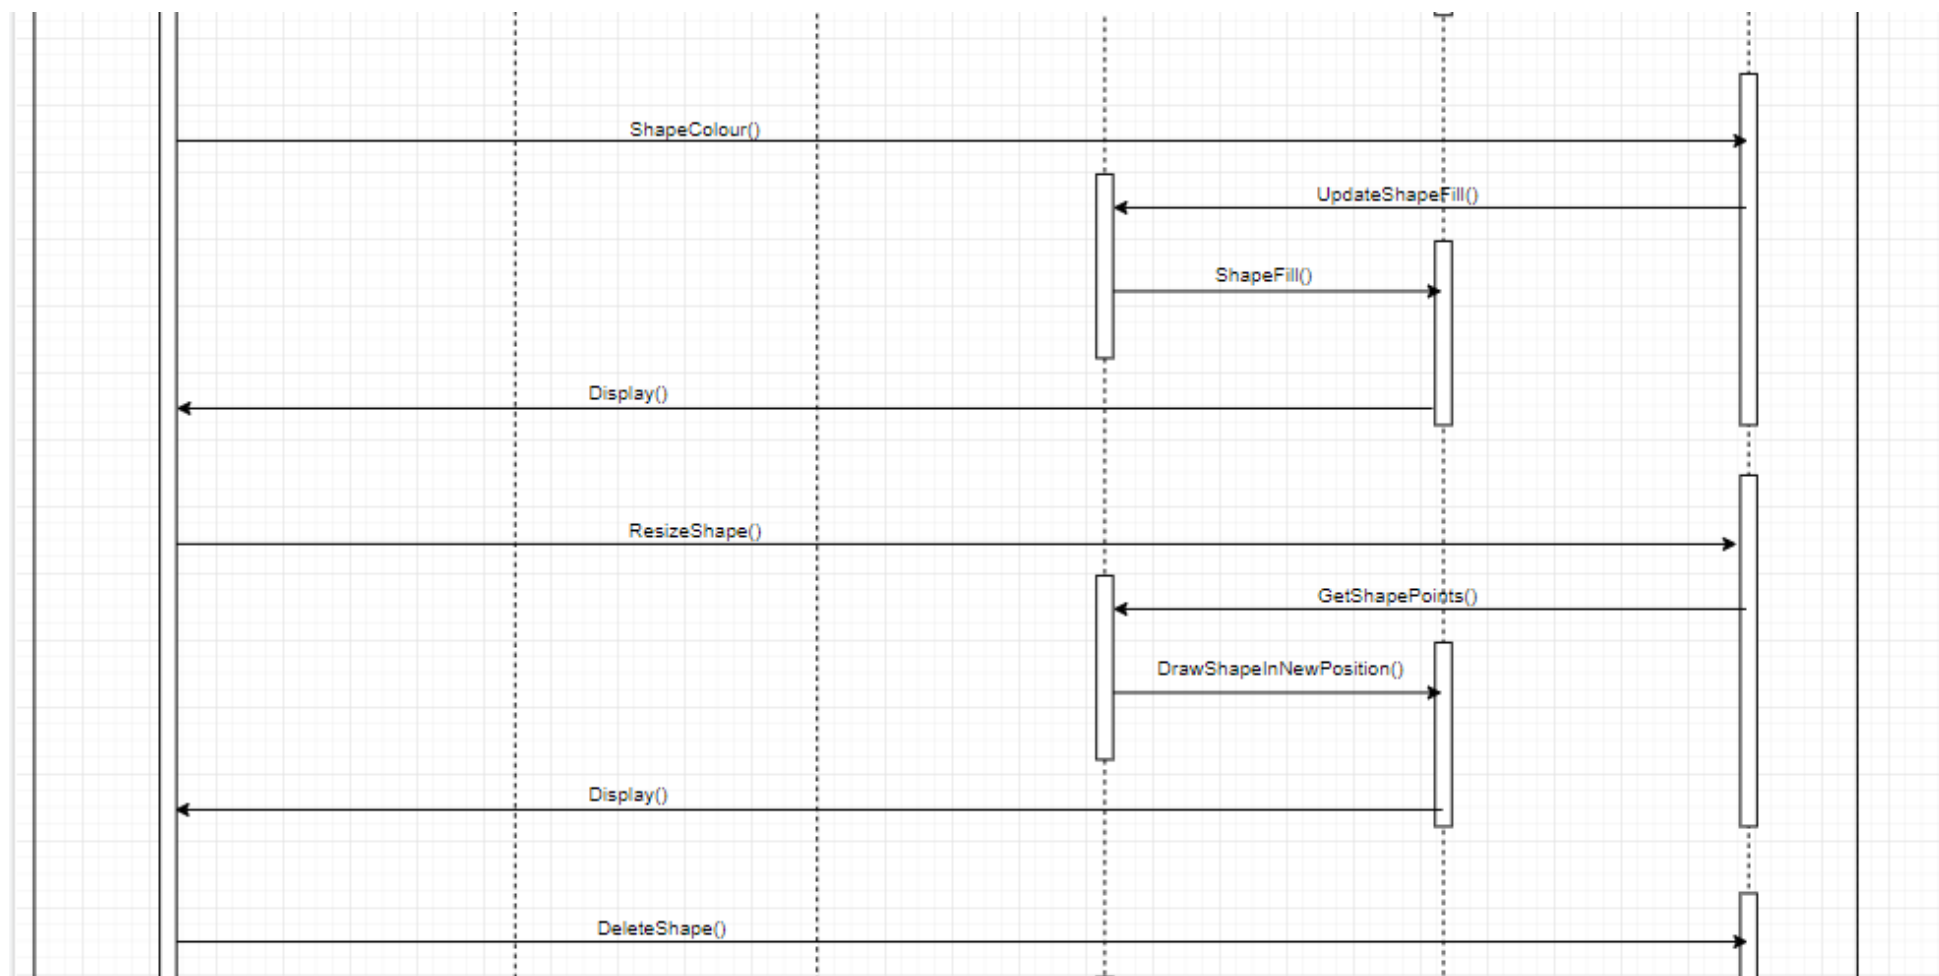 ShapeColour()
UpdateShapeFill()
ShapeFill()
Display()
ResizeShape()
GetShapePoints()
DrawShapeInNewPosition()
Display()
DeleteShape()